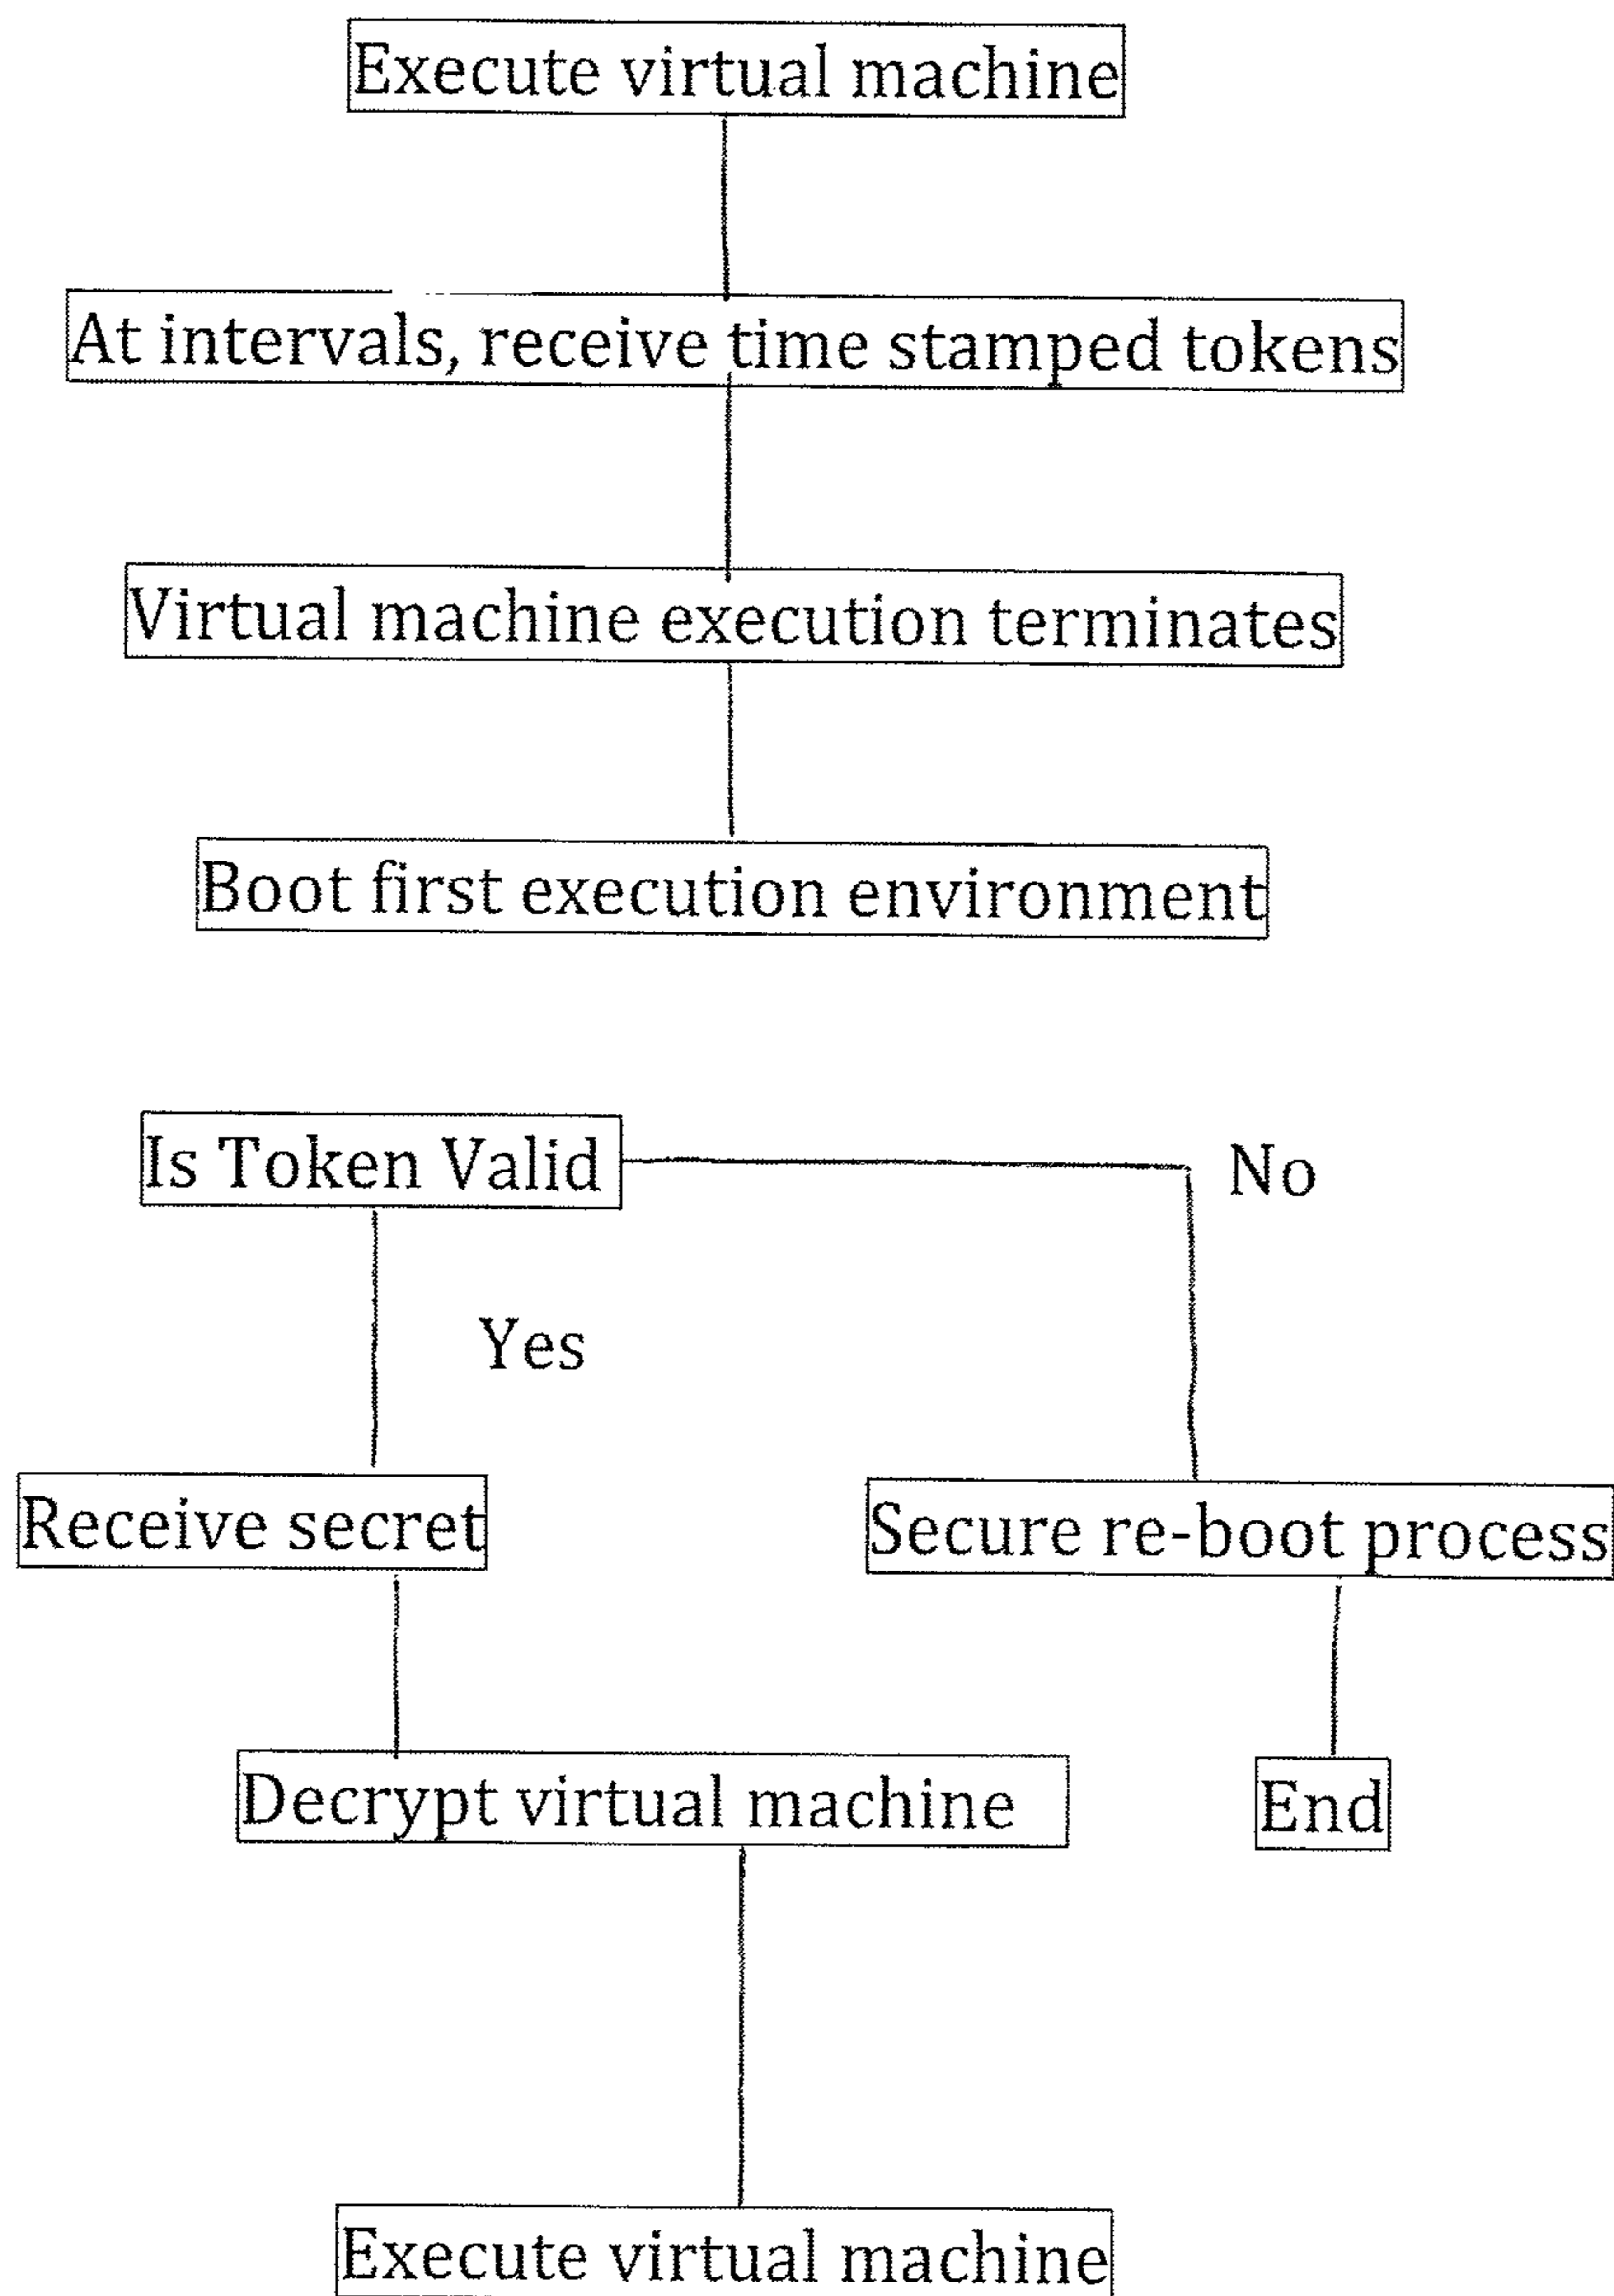 Execute virtual machine
At intervals, receive time stamped tokens
Virtual machine execution terminates
Boot first execution environment
Is Token Valid
No
Yes
Receive secret
Secure re-boot process
Decrypt virtual machine
End
Execute virtual machine